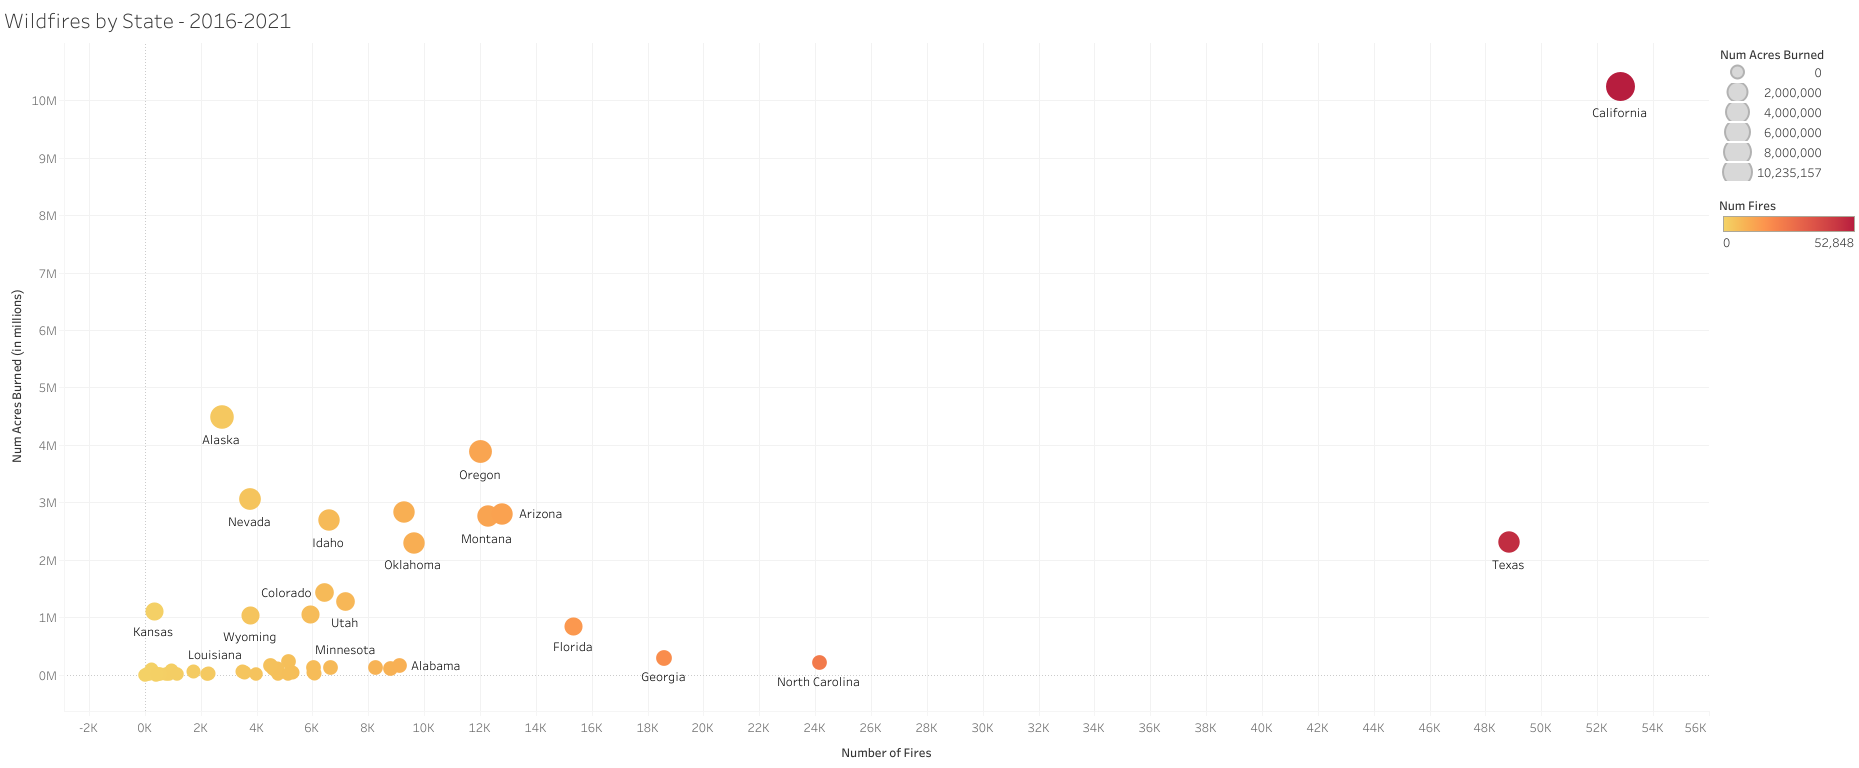 Wildfires by State - 2016-2021
Num Acres Burned (in millions)
10M
9M
8M
7M
6M
5M
4M
3M
2M
1M
0M
California
Alaska
Oregon
Nevada
Arizona
Idaho
Montana
Oklahoma
Texas
Colorado
Utah
Kansas
Wyoming
Florida
Louisiana
Minnesota
Alabama
Georgia
North Carolina
-2K 0K 2K 4K 6K 8K 10K 12K 14K 16K 18K 20K 22K 24K 26K 28K 30K 32K 34K 36K 38K 40K 42K 44K 46K 48K 50K 52K 54K 56K
Number of Fires
Num Acres Burned
0
2,000,000
4,000,000
6,000,000
8,000,000
10,235,157
Num Fires
0 52,848